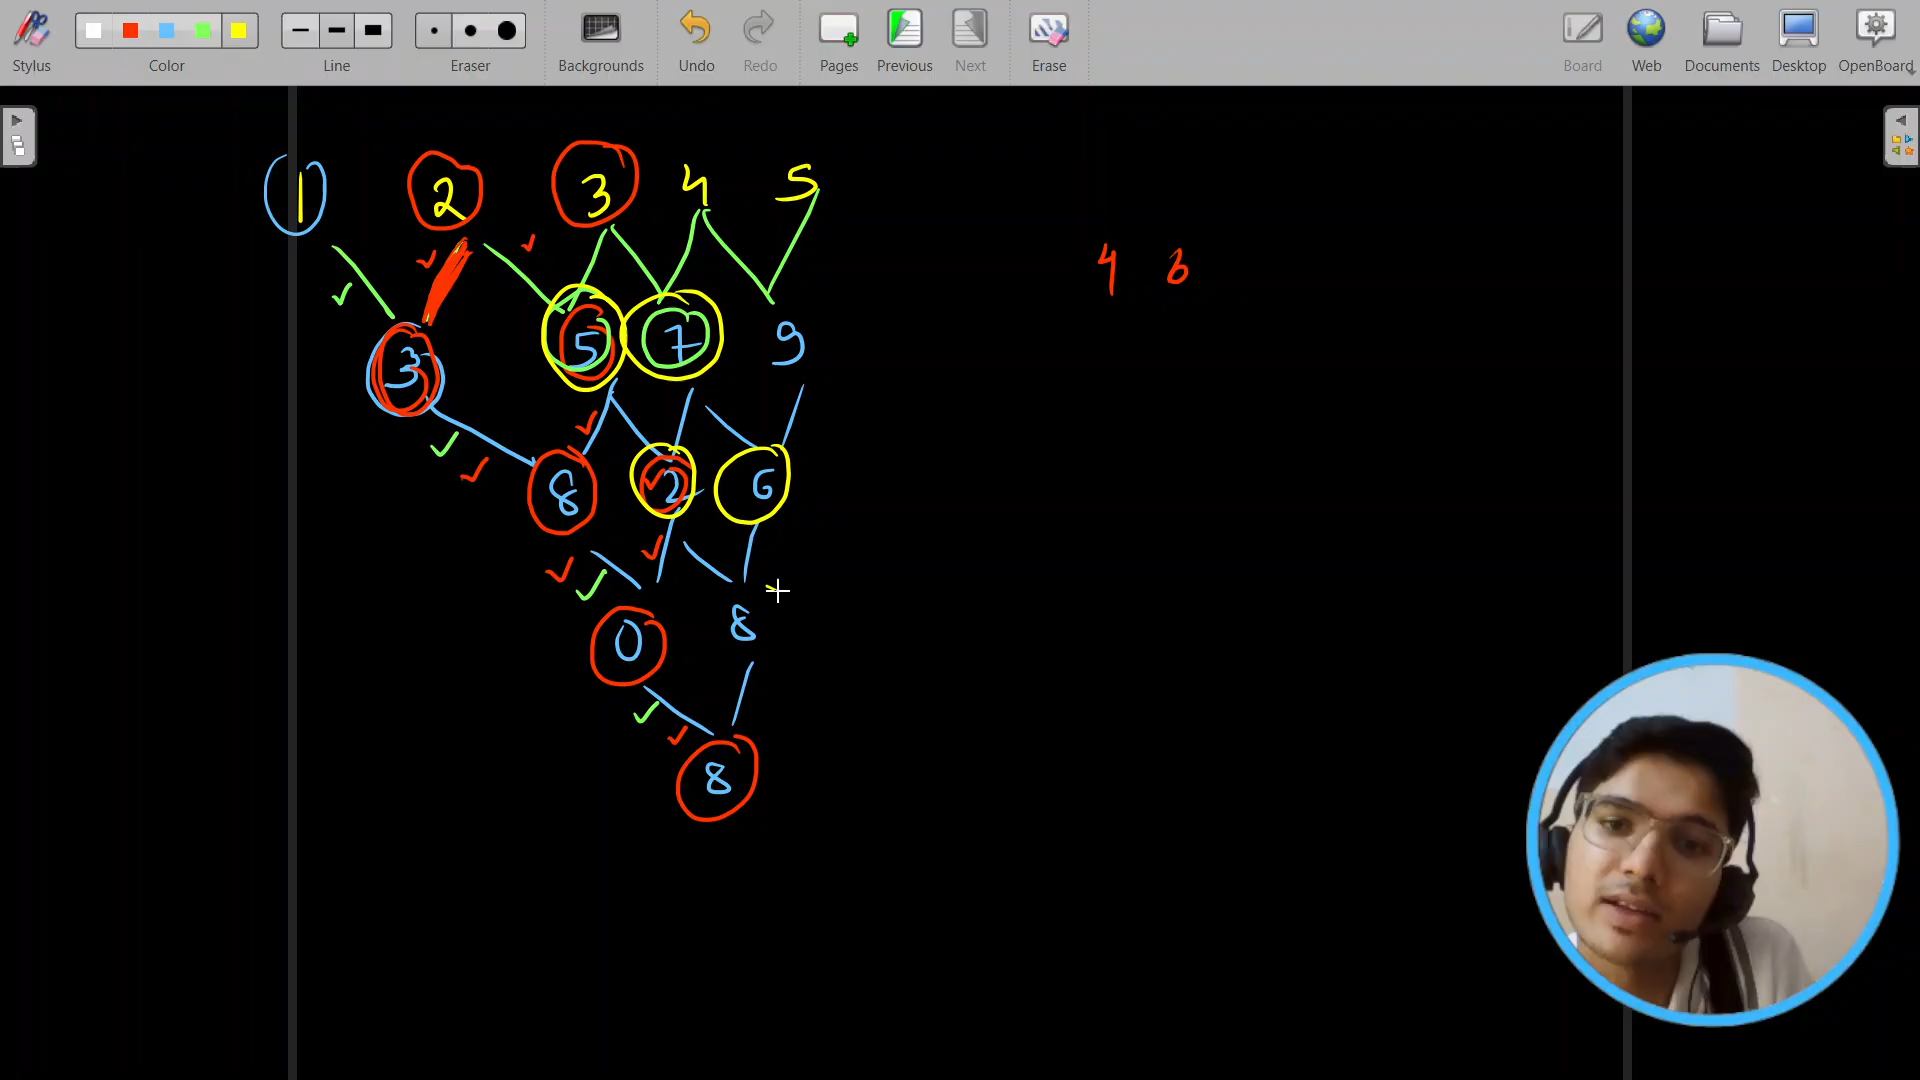 Stylus Color Line Eraser Backgrounds Undo Redo Pages Previous Next Erase Board Web Documents Desktop OpenBoard
1 2 3 4 5
4 6
3 5 7 9
8 2 6
0 8
8